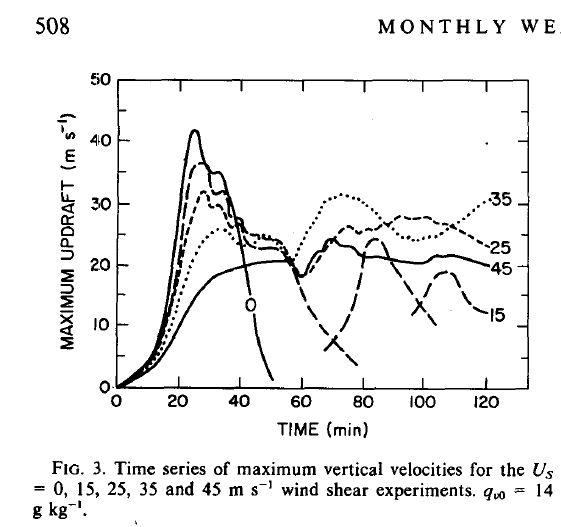 508
MONTHLY WE
50
40
30
20
10
0
MAXIMUM UPDRAFT (m s⁻¹)
35
25
45
15
0
0 20 40 60 80 100 120
TIME (min)
FIG. 3. Time series of maximum vertical velocities for the U_S
= 0, 15, 25, 35 and 45 m s⁻¹ wind shear experiments. q_v0 = 14
g kg⁻¹.